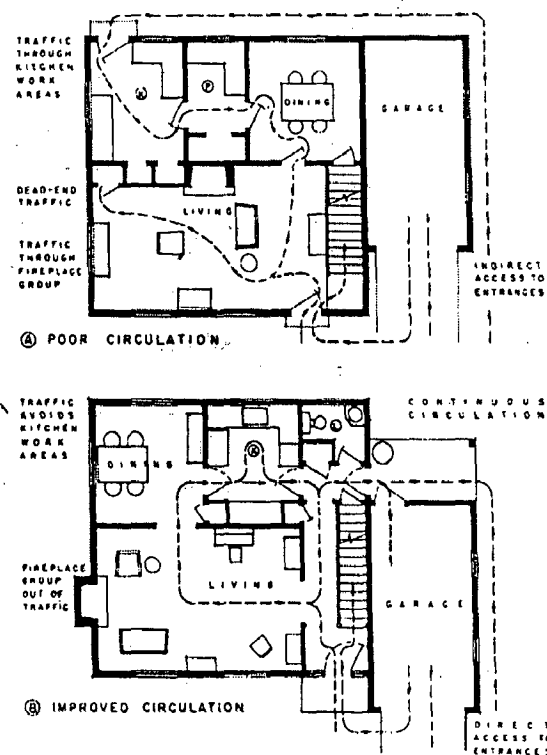 TRAFFIC
THROUGH
KITCHEN
WORK
AREAS
K
P
DINING
GARAGE
DEAD-END
TRAFFIC
LIVING
TRAFFIC
THROUGH
FIREPLACE
GROUP
INDIRECT
ACCESS TO
ENTRANCES
A POOR CIRCULATION
TRAFFIC
AVOIDS
KITCHEN
WORK
AREAS
CONTINUOUS
CIRCULATION
K
DINING
FIREPLACE
GROUP
OUT OF
TRAFFIC
LIVING
GARAGE
B IMPROVED CIRCULATION
DIRECT
ACCESS TO
ENTRANCES